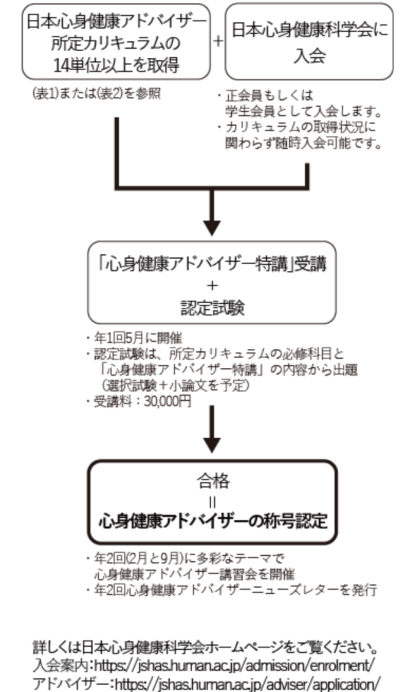 日本心身健康アドバイザー
所定カリキュラムの
14単位以上を取得
(表1)または(表2)を参照
+
日本心身健康科学会に
入会
・正会員もしくは
学生会員として入会します。
・カリキュラムの取得状況に
関わらず随時入会可能です。
「心身健康アドバイザー特講」受講
+
認定試験
・年1回5月に開催
・認定試験は、所定カリキュラムの必修科目と
「心身健康アドバイザー特講」の内容から出題
(選択試験+小論文を予定)
・受講料：30,000円
合格
=
心身健康アドバイザーの称号認定
・年2回(2月と9月)に多彩なテーマで
心身健康アドバイザー講習会を開催
・年2回心身健康アドバイザーニューズレターを発行
詳しくは日本心身健康科学会ホームページをご覧ください。
入会案内:https://jshas.human.ac.jp/admission/enrolment/
アドバイザー:https://jshas.human.ac.jp/adviser/application/